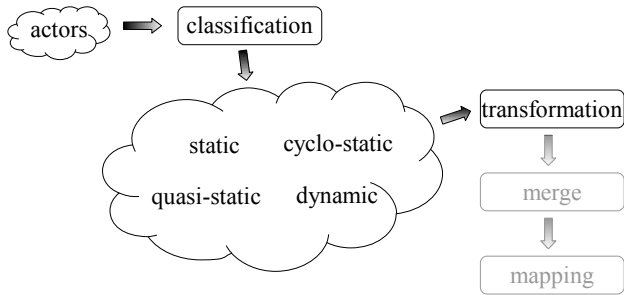 actors
classification
static
cyclo-static
quasi-static
dynamic
transformation
merge
mapping